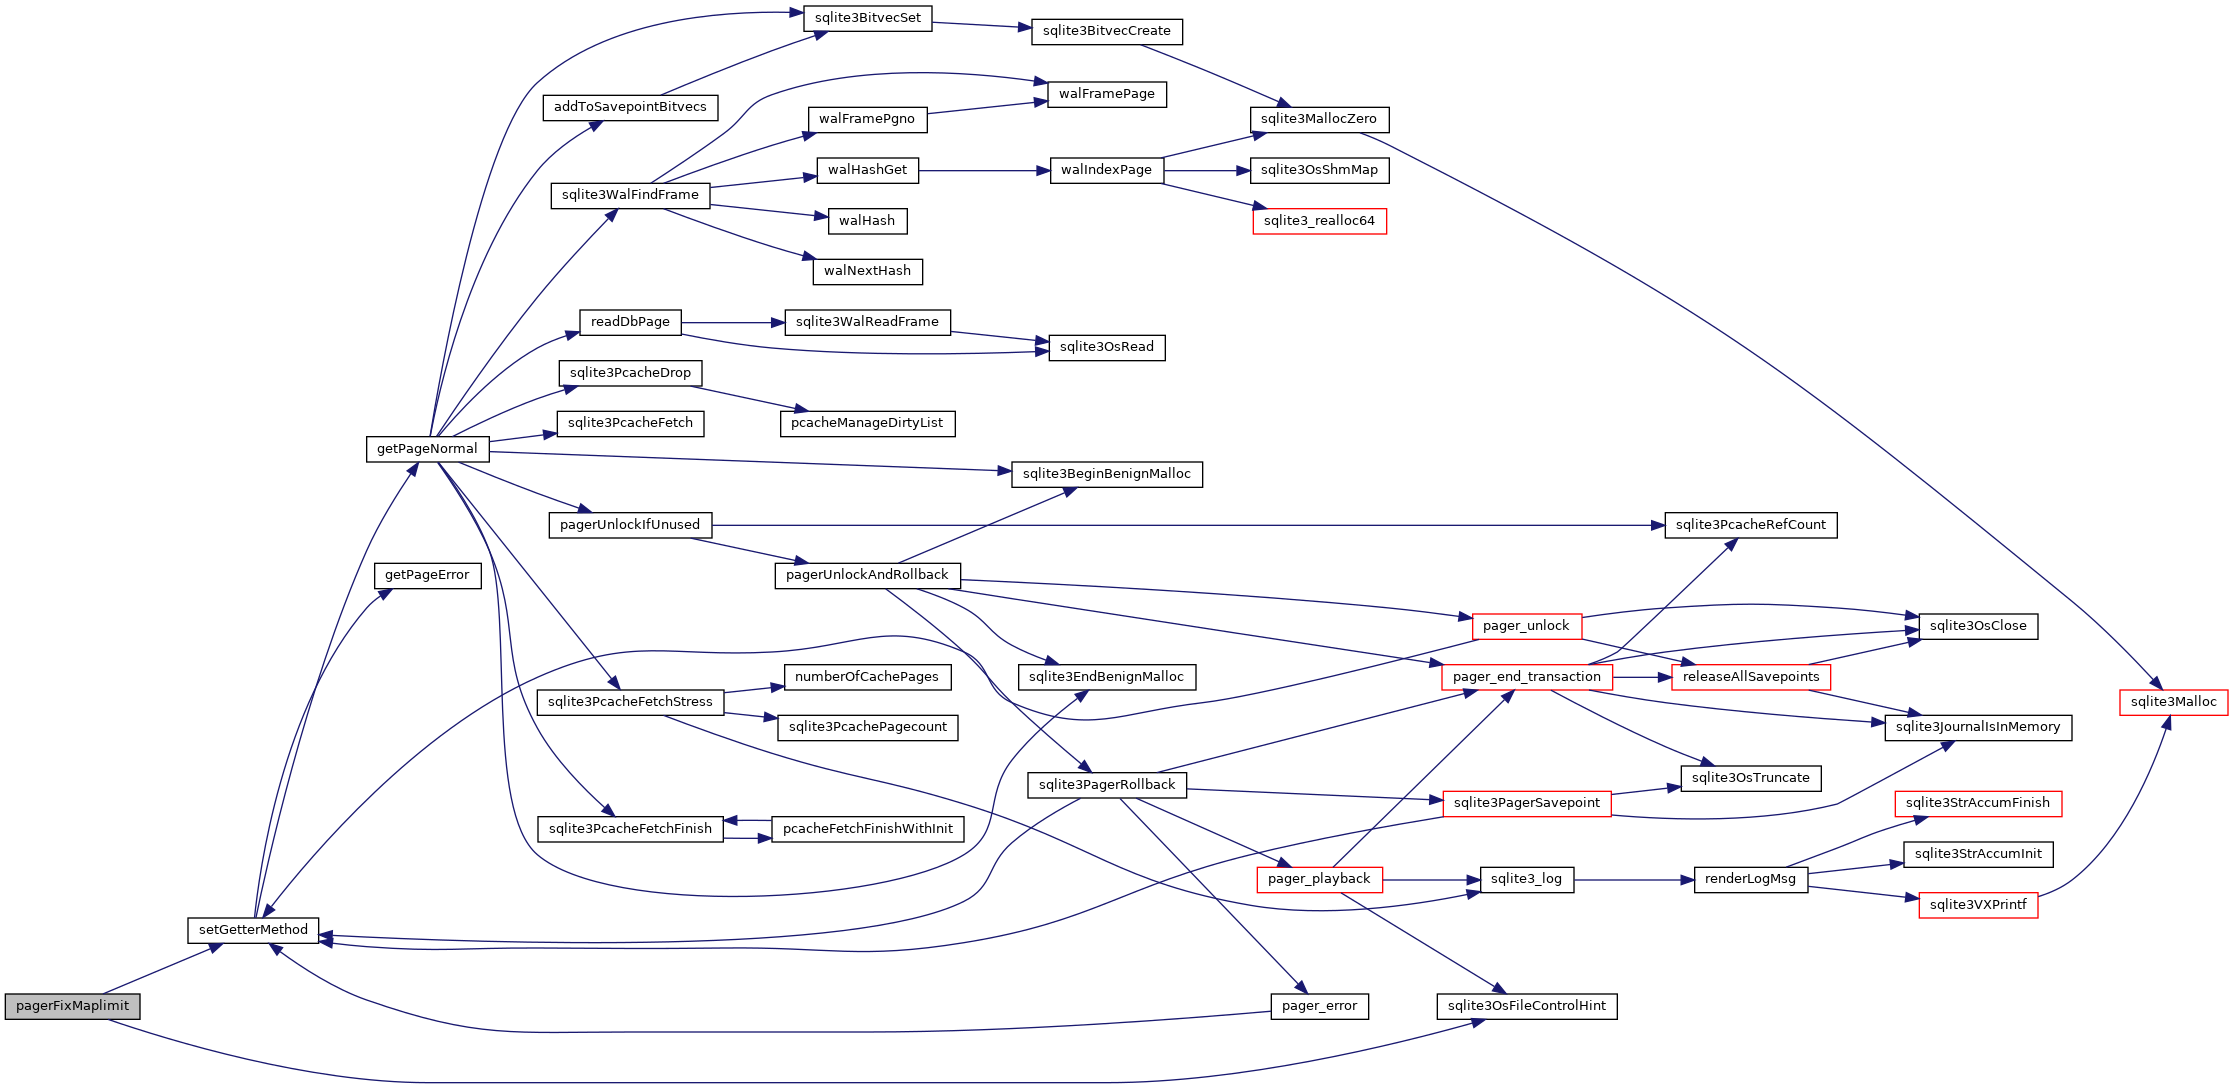 sqlite3BitvecSet
sqlite3BitvecCreate
walFramePage
addToSavepointBitvecs
walFramePgno
sqlite3MallocZero
walHashGet
walIndexPage
sqlite3OsShmMap
sqlite3WalFindFrame
walHash
sqlite3_realloc64
walNextHash
readDbPage
sqlite3WalReadFrame
sqlite3OsRead
sqlite3PcacheDrop
sqlite3PcacheFetch
pcacheManageDirtyList
getPageNormal
sqlite3BeginBenignMalloc
pagerUnlockIfUnused
sqlite3PcacheRefCount
getPageError
pagerUnlockAndRollback
pager_unlock
sqlite3OsClose
numberOfCachePages
sqlite3EndBenignMalloc
pager_end_transaction
releaseAllSavepoints
sqlite3PcacheFetchStress
sqlite3Malloc
sqlite3PcachePagecount
sqlite3JournalIsInMemory
sqlite3PagerRollback
sqlite3OsTruncate
sqlite3PagerSavepoint
sqlite3StrAccumFinish
sqlite3PcacheFetchFinish
pcacheFetchFinishWithInit
sqlite3StrAccumInit
pager_playback
sqlite3_log
renderLogMsg
sqlite3VXPrintf
setGetterMethod
pagerFixMaplimit
pager_error
sqlite3OsFileControlHint